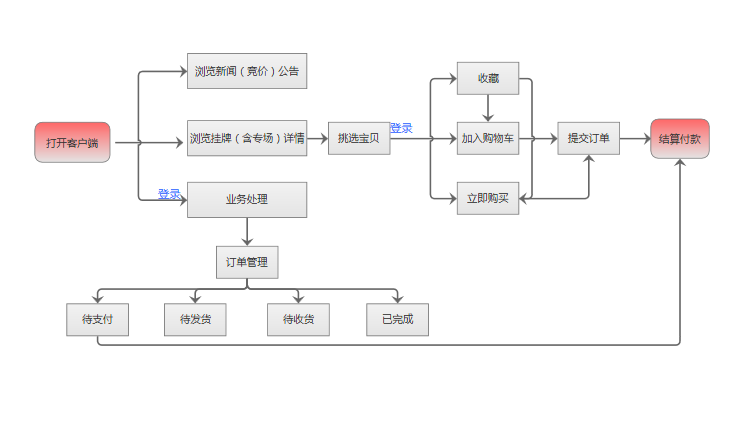 浏览新闻（竞价）公告
收藏
打开客户端
浏览挂牌（含专场）详情
挑选宝贝
登录
加入购物车
提交订单
结算付款
登录
业务处理
立即购买
订单管理
待支付
待发货
待收货
已完成